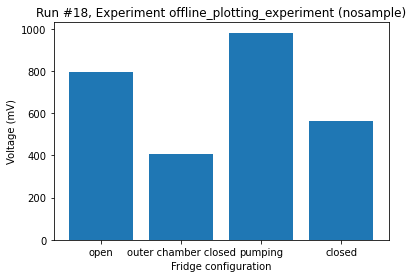 Run #18, Experiment offline_plotting_experiment (nosample)
1000
800
600
400
200
0
Voltage (mV)
open outer chamber closed pumping closed
Fridge configuration